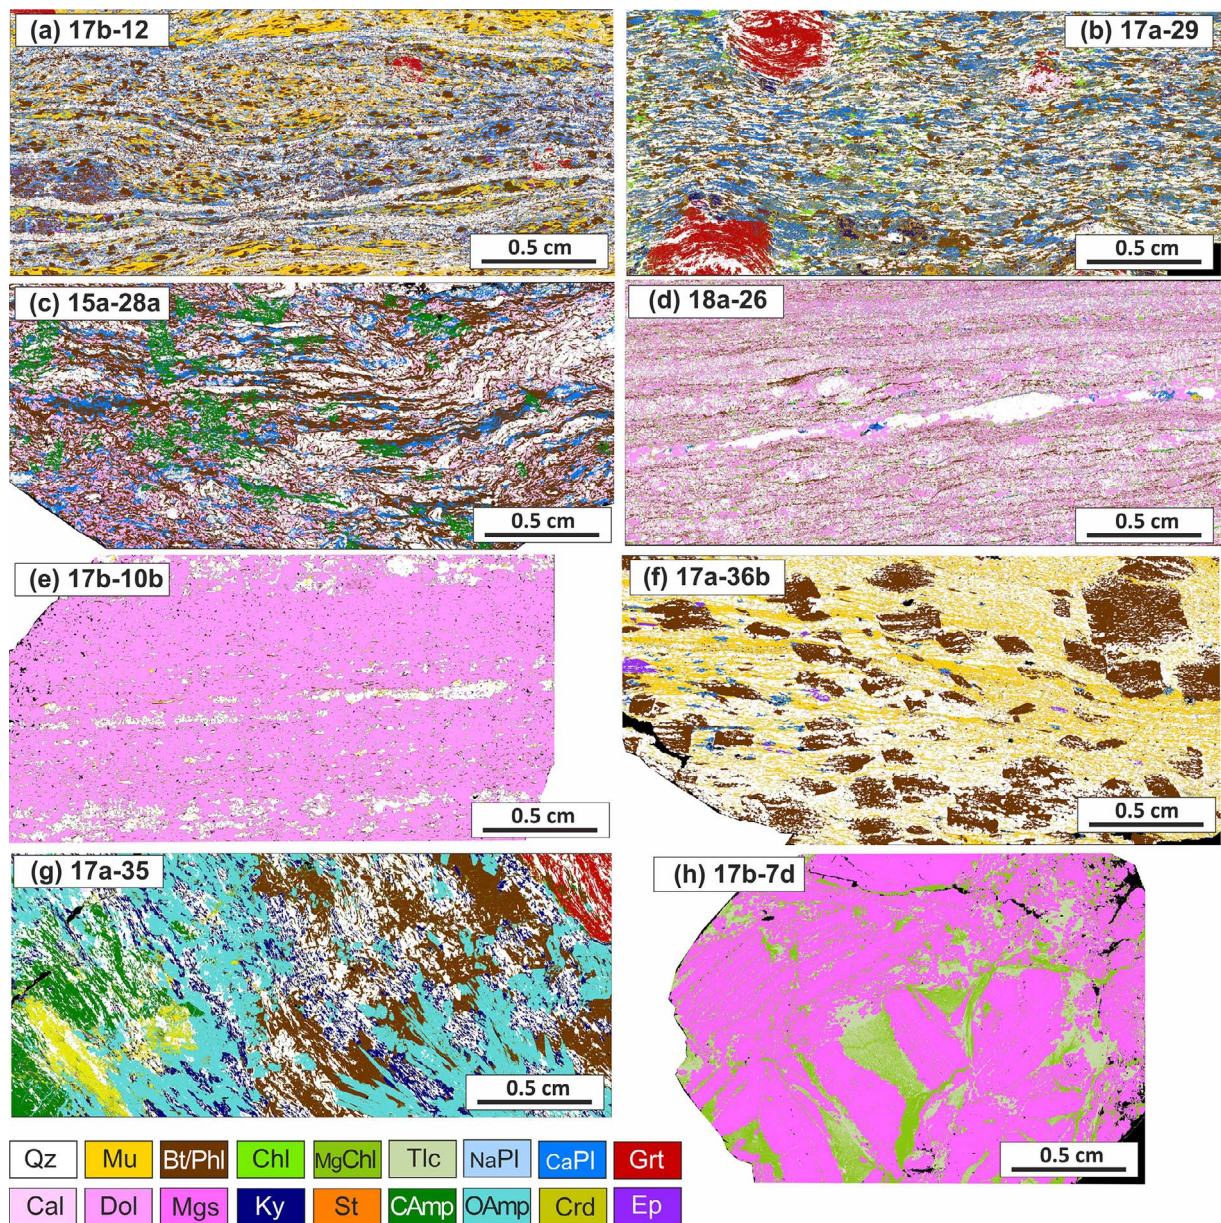 (a) 17b-12
(b) 17a-29
0.5 cm
0.5 cm
(c) 15a-28a
(d) 18a-26
0.5 cm
0.5 cm
(e) 17b-10b
(f) 17a-36b
0.5 cm
0.5 cm
(g) 17a-35
(h) 17b-7d
0.5 cm
0.5 cm
Qz Mu Bt/Phl Chl MgChl Tlc NaPl CaPl Grt
Cal Dol Mgs Ky St CAmp OAmp Crd Ep